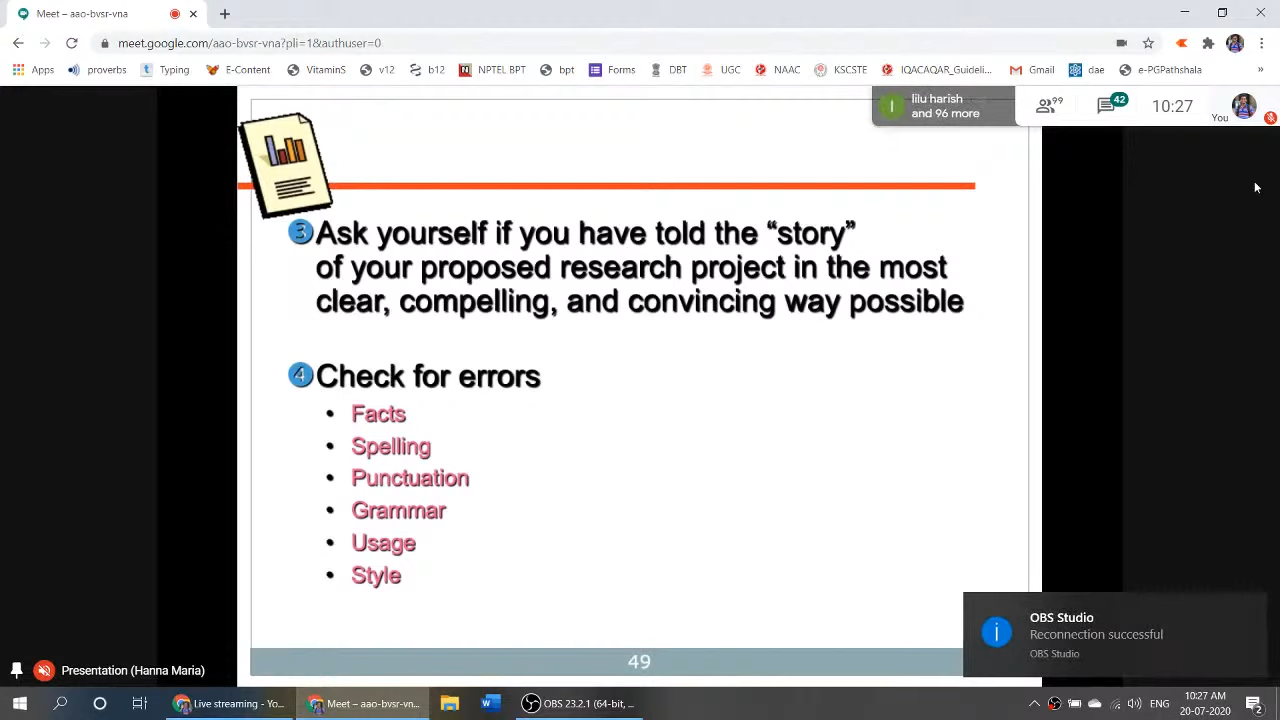 Meet – aao-bvsr-vna
meet.google.com/aao-bvsr-vna?pli=1&authuser=0
Apps proverbs Typing E-Content VitaminS v12 b12 NPTEL BPT bpt Forms DBT UGC NAAC KSCSTE IQACAQAR_Guideli... Gmail dae e-PGPathshala »
lilu harish
and 96 more
99 42 10:27
You
3 Ask yourself if you have told the “story”
of your proposed research project in the most
clear, compelling, and convincing way possible
4 Check for errors
• Facts
• Spelling
• Punctuation
• Grammar
• Usage
• Style
49
OBS Studio
Reconnection successful
OBS Studio
Presentation (Hanna Maria)
Live streaming - Yo... Meet – aao-bvsr-vn... OBS 23.2.1 (64-bit, ... ENG
10:27 AM
20-07-2020
2